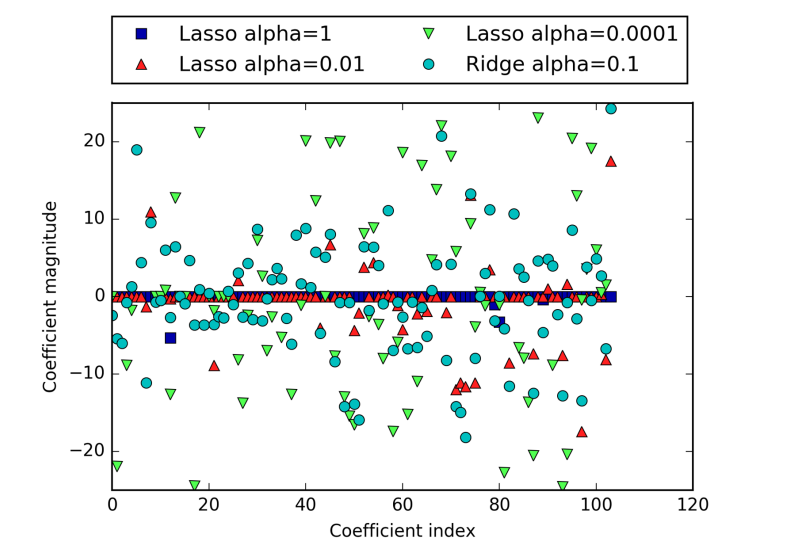 Lasso alpha=1
Lasso alpha=0.01
Lasso alpha=0.0001
Ridge alpha=0.1
Coefficient magnitude
20
10
0
−10
−20
0 20 40 60 80 100 120
Coefficient index